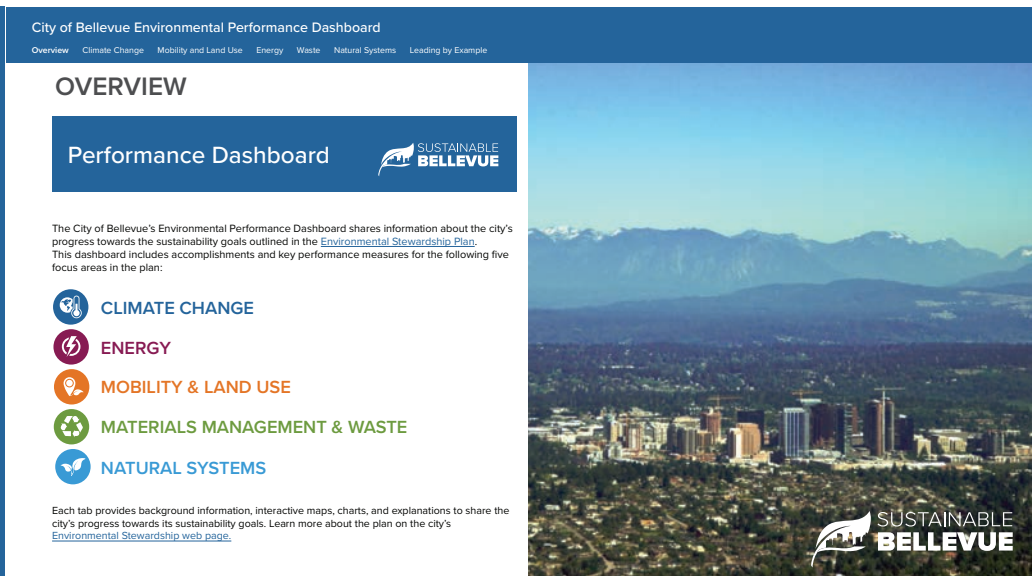 City of Bellevue Environmental Performance Dashboard
Overview Climate Change Mobility and Land Use Energy Waste Natural Systems Leading by Example
OVERVIEW
Performance Dashboard
SUSTAINABLE
BELLEVUE
The City of Bellevue's Environmental Performance Dashboard shares information about the city's
progress towards the sustainability goals outlined in the Environmental Stewardship Plan.
This dashboard includes accomplishments and key performance measures for the following five
focus areas in the plan:
CLIMATE CHANGE
ENERGY
MOBILITY & LAND USE
MATERIALS MANAGEMENT & WASTE
NATURAL SYSTEMS
Each tab provides background information, interactive maps, charts, and explanations to share the
city's progress towards its sustainability goals. Learn more about the plan on the city's
Environmental Stewardship web page.
SUSTAINABLE
BELLEVUE